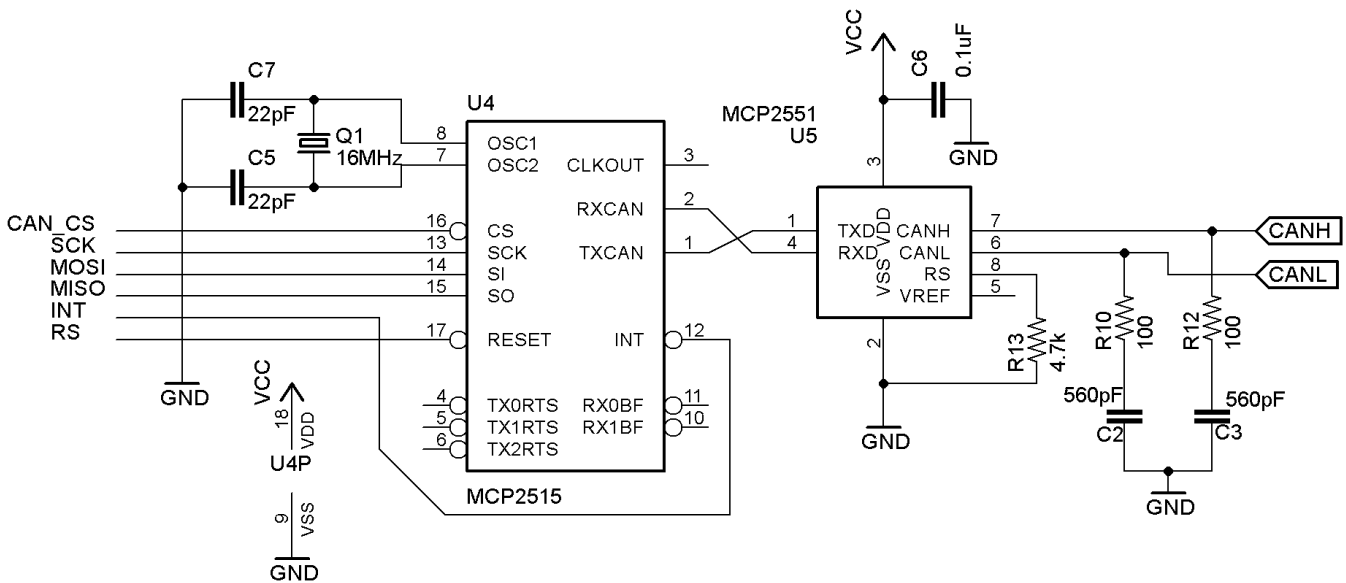 VCC
C6
0.1uF
GND
C7
22pF
Q1
16MHz
C5
22pF
U4
8
OSC1
7
OSC2
CLKOUT
3
RXCAN
2
TXCAN
1
CAN_CS
16
CS
SCK
13
SCK
MOSI
14
SI
MISO
15
SO
INT
RS
17
RESET
INT
12
4
TX0RTS
RX0BF
11
5
TX1RTS
RX1BF
10
6
TX2RTS
MCP2515
GND
VCC
18
VDD
U4P
9
VSS
GND
MCP2551
U5
3
1
TXD
4
RXD
VDD
VSS
CANH
7
CANL
6
RS
8
VREF
5
2
GND
R13
4.7k
CANH
CANL
R10
100
R12
100
560pF
C2
560pF
C3
GND